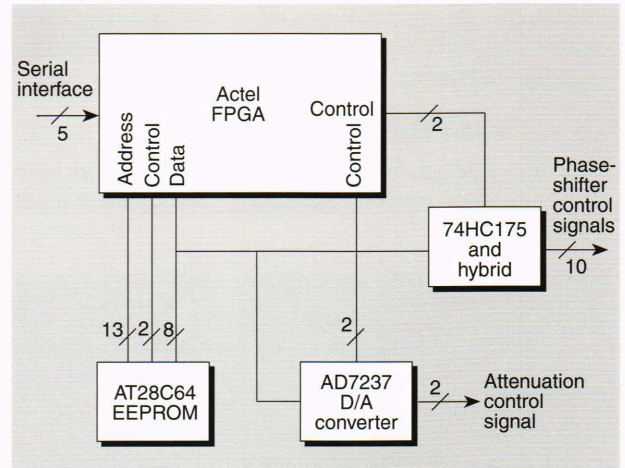 Serial
interface
5
Actel
FPGA
Address
Control
Data
Control
Control
2
Phase-
shifter
control
signals
10
74HC175
and
hybrid
13
2
8
2
AT28C64
EEPROM
AD7237
D/A
converter
2
Attenuation
control
signal